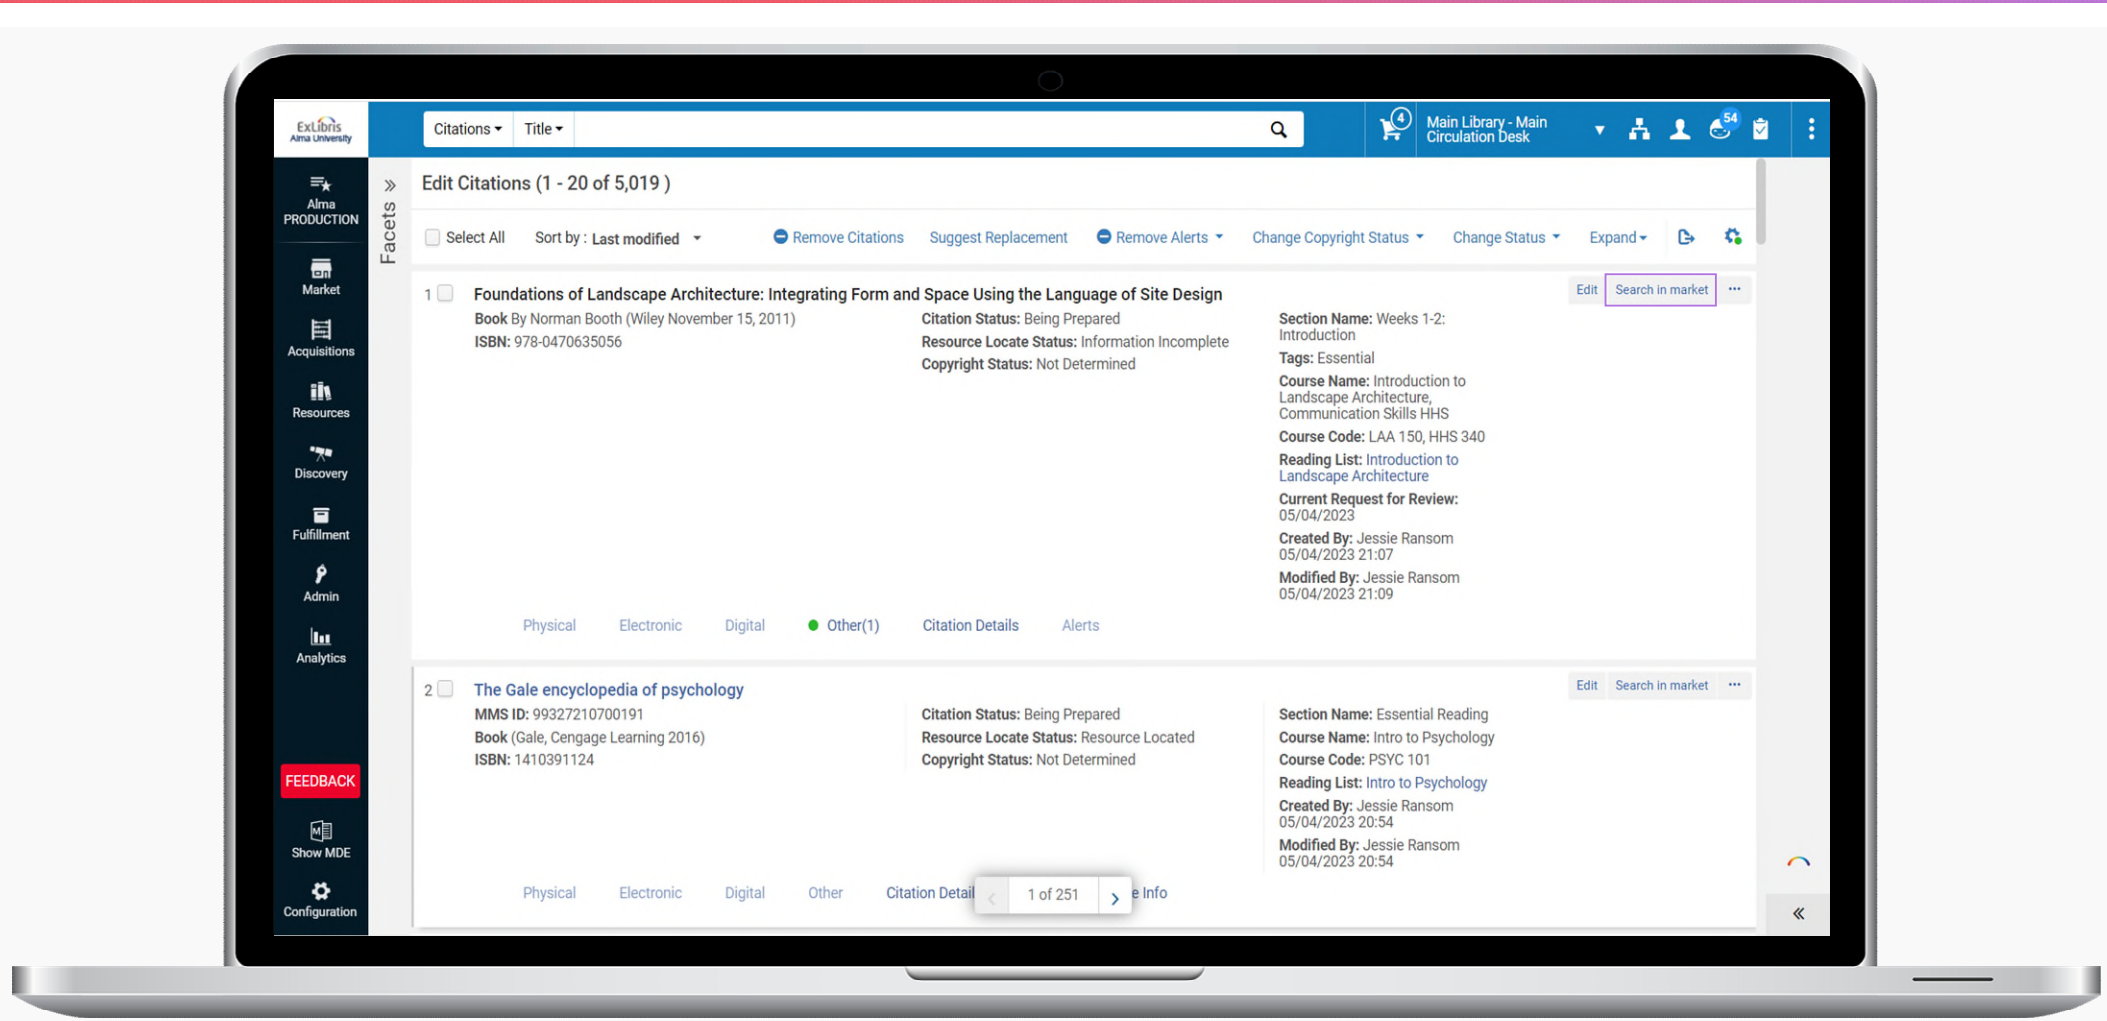 ExLibris
Alma University
Citations
Title
4
Main Library - Main
Circulation Desk
54
Alma
PRODUCTION
Market
Acquisitions
Resources
Discovery
Fulfillment
Admin
Analytics
FEEDBACK
M
Show MDE
Configuration
Facets
Edit Citations (1 - 20 of 5,019 )
Select All Sort by : Last modified Remove Citations Suggest Replacement Remove Alerts Change Copyright Status Change Status Expand
1 Foundations of Landscape Architecture: Integrating Form and Space Using the Language of Site Design
Edit Search in market ...
Book By Norman Booth (Wiley November 15, 2011)
ISBN: 978-0470635056
Citation Status: Being Prepared
Resource Locate Status: Information Incomplete
Copyright Status: Not Determined
Section Name: Weeks 1-2:
Introduction
Tags: Essential
Course Name: Introduction to
Landscape Architecture,
Communication Skills HHS
Course Code: LAA 150, HHS 340
Reading List: Introduction to
Landscape Architecture
Current Request for Review:
05/04/2023
Created By: Jessie Ransom
05/04/2023 21:07
Modified By: Jessie Ransom
05/04/2023 21:09
Physical Electronic Digital Other(1) Citation Details Alerts
2 The Gale encyclopedia of psychology
Edit Search in market ...
MMS ID: 99327210700191
Book (Gale, Cengage Learning 2016)
ISBN: 1410391124
Citation Status: Being Prepared
Resource Locate Status: Resource Located
Copyright Status: Not Determined
Section Name: Essential Reading
Course Name: Intro to Psychology
Course Code: PSYC 101
Reading List: Intro to Psychology
Created By: Jessie Ransom
05/04/2023 20:54
Modified By: Jessie Ransom
05/04/2023 20:54
Physical Electronic Digital Other Citation Detail 1 of 251 e Info